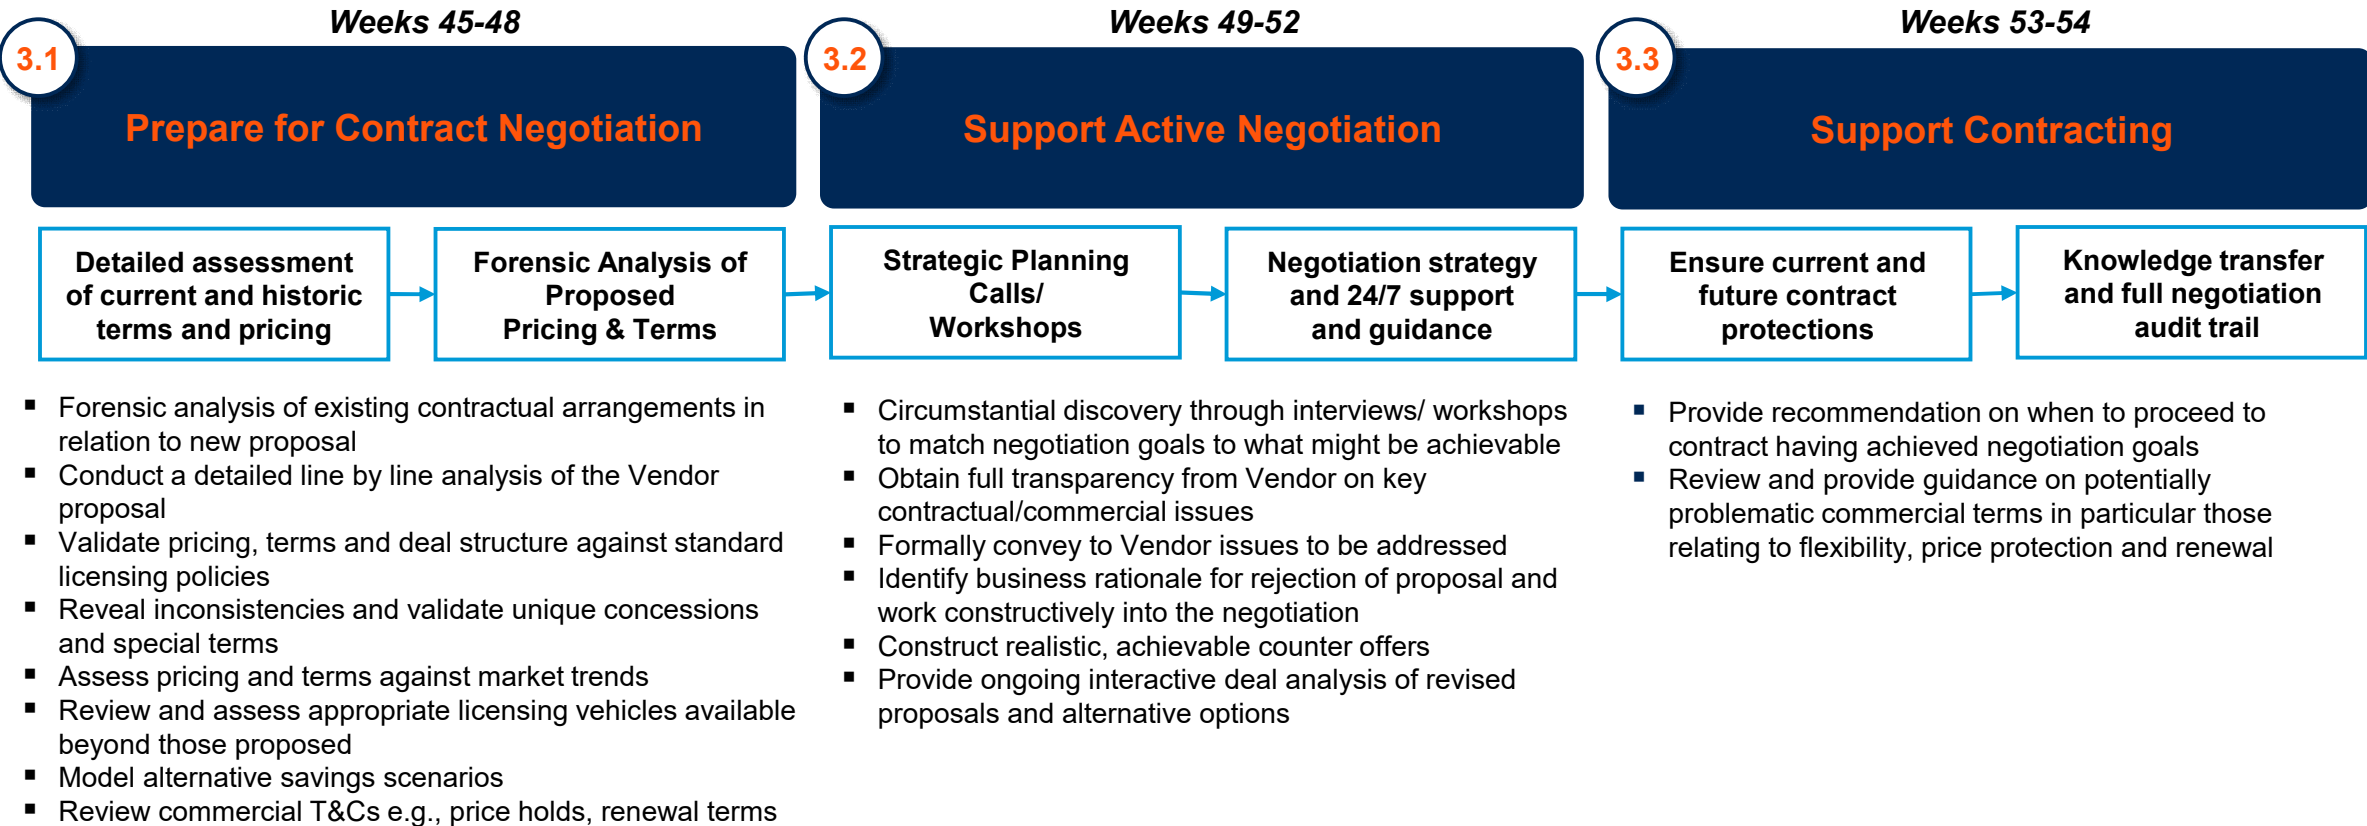 Weeks 45-48
3.1
Prepare for Contract Negotiation
Detailed assessment
of current and historic
terms and pricing
Forensic Analysis of
Proposed
Pricing & Terms
▪ Forensic analysis of existing contractual arrangements in
relation to new proposal
▪ Conduct a detailed line by line analysis of the Vendor
proposal
▪ Validate pricing, terms and deal structure against standard
licensing policies
▪ Reveal inconsistencies and validate unique concessions
and special terms
▪ Assess pricing and terms against market trends
▪ Review and assess appropriate licensing vehicles available
beyond those proposed
▪ Model alternative savings scenarios
▪ Review commercial T&Cs e.g., price holds, renewal terms
Weeks 49-52
3.2
Support Active Negotiation
Strategic Planning
Calls/
Workshops
Negotiation strategy
and 24/7 support
and guidance
▪ Circumstantial discovery through interviews/ workshops
to match negotiation goals to what might be achievable
▪ Obtain full transparency from Vendor on key
contractual/commercial issues
▪ Formally convey to Vendor issues to be addressed
▪ Identify business rationale for rejection of proposal and
work constructively into the negotiation
▪ Construct realistic, achievable counter offers
▪ Provide ongoing interactive deal analysis of revised
proposals and alternative options
Weeks 53-54
3.3
Support Contracting
Ensure current and
future contract
protections
Knowledge transfer
and full negotiation
audit trail
▪ Provide recommendation on when to proceed to
contract having achieved negotiation goals
▪ Review and provide guidance on potentially
problematic commercial terms in particular those
relating to flexibility, price protection and renewal